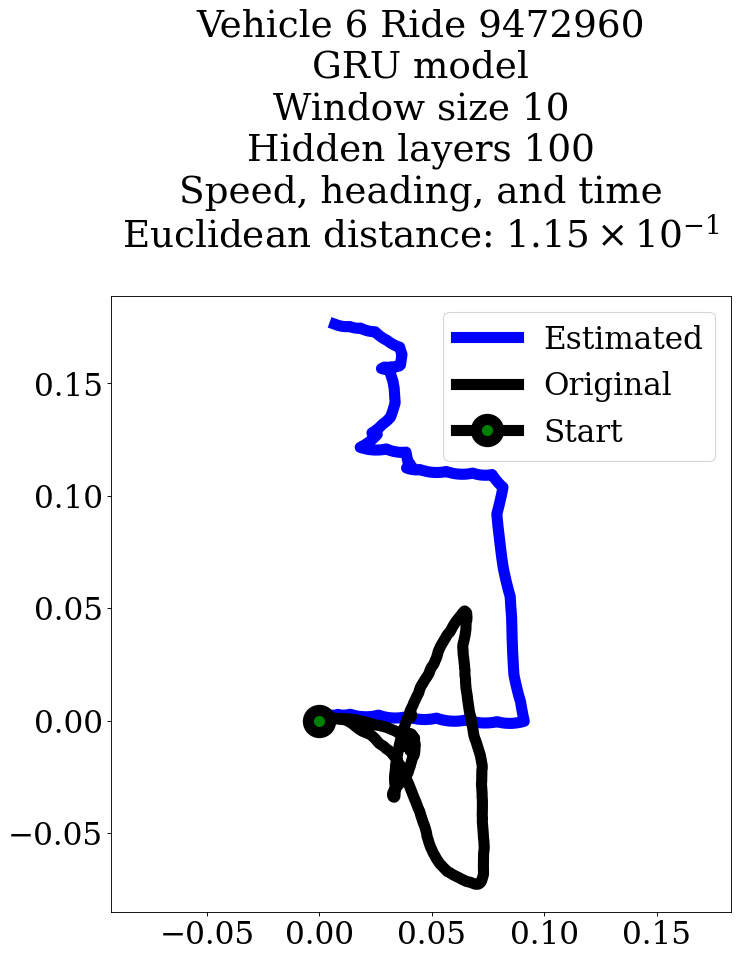 Vehicle 6 Ride 9472960
GRU model
Window size 10
Hidden layers 100
Speed, heading, and time
Euclidean distance: 1.15 × 10⁻¹
Estimated
Original
Start
0.15
0.10
0.05
0.00
−0.05
−0.05 0.00 0.05 0.10 0.15